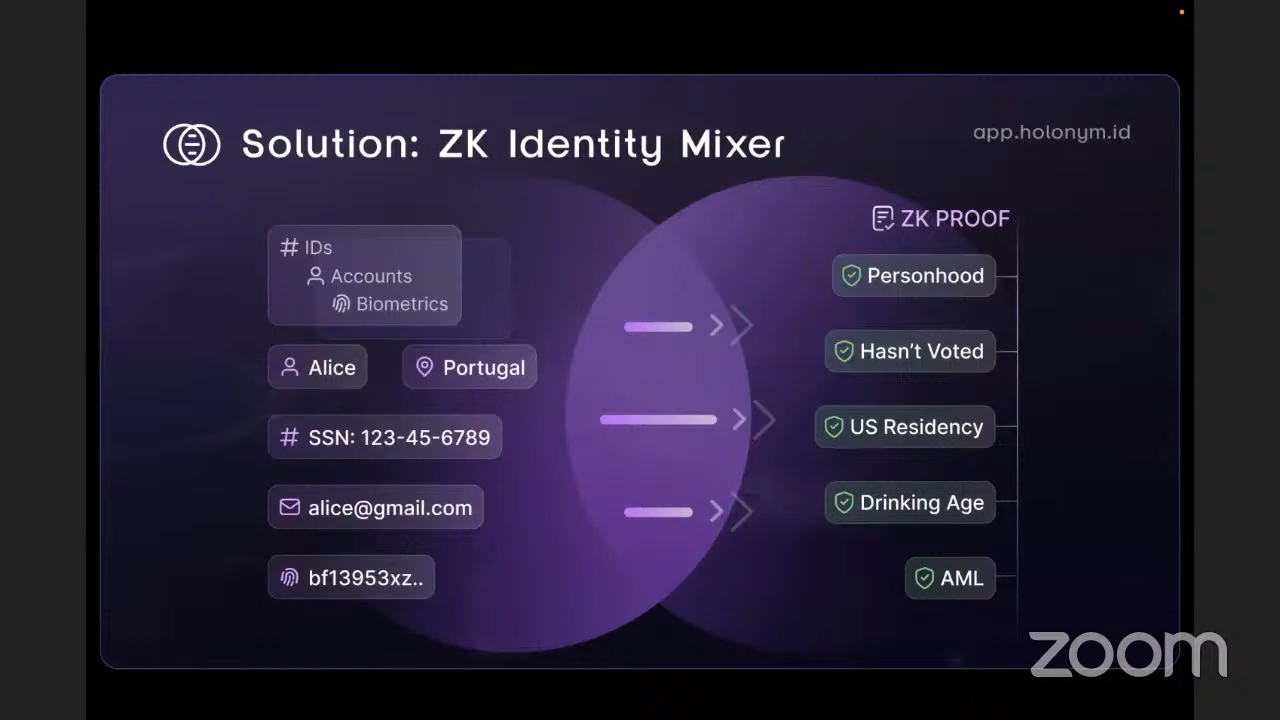 Solution: ZK Identity Mixer
app.holonym.id
# IDs
Accounts
Biometrics
Alice
Portugal
# SSN: 123-45-6789
alice@gmail.com
bf13953xz..
ZK PROOF
Personhood
Hasn't Voted
US Residency
Drinking Age
AML
zoom